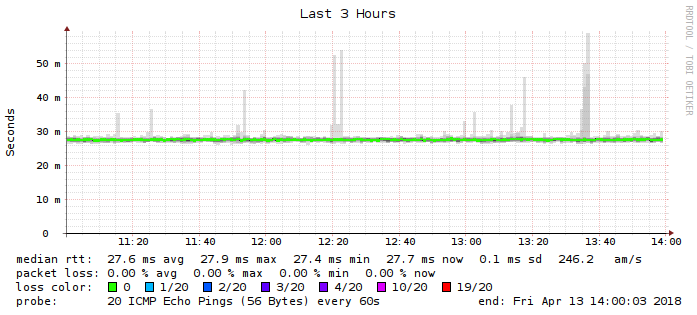 Last 3 Hours
RRDTOOL / TOBI OETIKER
Seconds
50 m
40 m
30 m
20 m
10 m
0
11:20 11:40 12:00 12:20 12:40 13:00 13:20 13:40 14:00
median rtt: 27.6 ms avg 27.9 ms max 27.4 ms min 27.7 ms now 0.1 ms sd 246.2 am/s
packet loss: 0.00 % avg 0.00 % max 0.00 % min 0.00 % now
loss color: 0 1/20 2/20 3/20 4/20 10/20 19/20
probe: 20 ICMP Echo Pings (56 Bytes) every 60s end: Fri Apr 13 14:00:03 2018